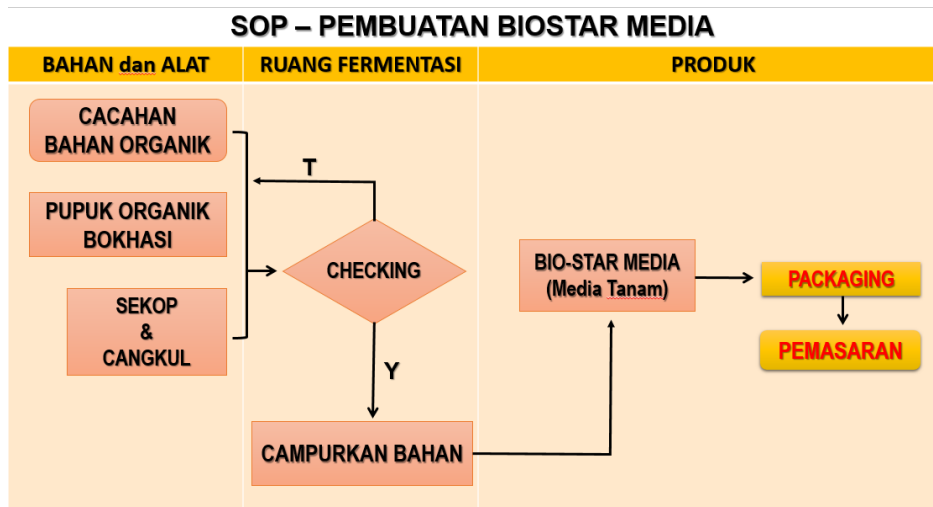 SOP – PEMBUATAN BIOSTAR MEDIA
BAHAN dan ALAT
RUANG FERMENTASI
PRODUK
CACAHAN
BAHAN ORGANIK
T
PUPUK ORGANIK
BOKHASI
CHECKING
SEKOP
&
CANGKUL
Y
CAMPURKAN BAHAN
BIO-STAR MEDIA
(Media Tanam)
PACKAGING
PEMASARAN